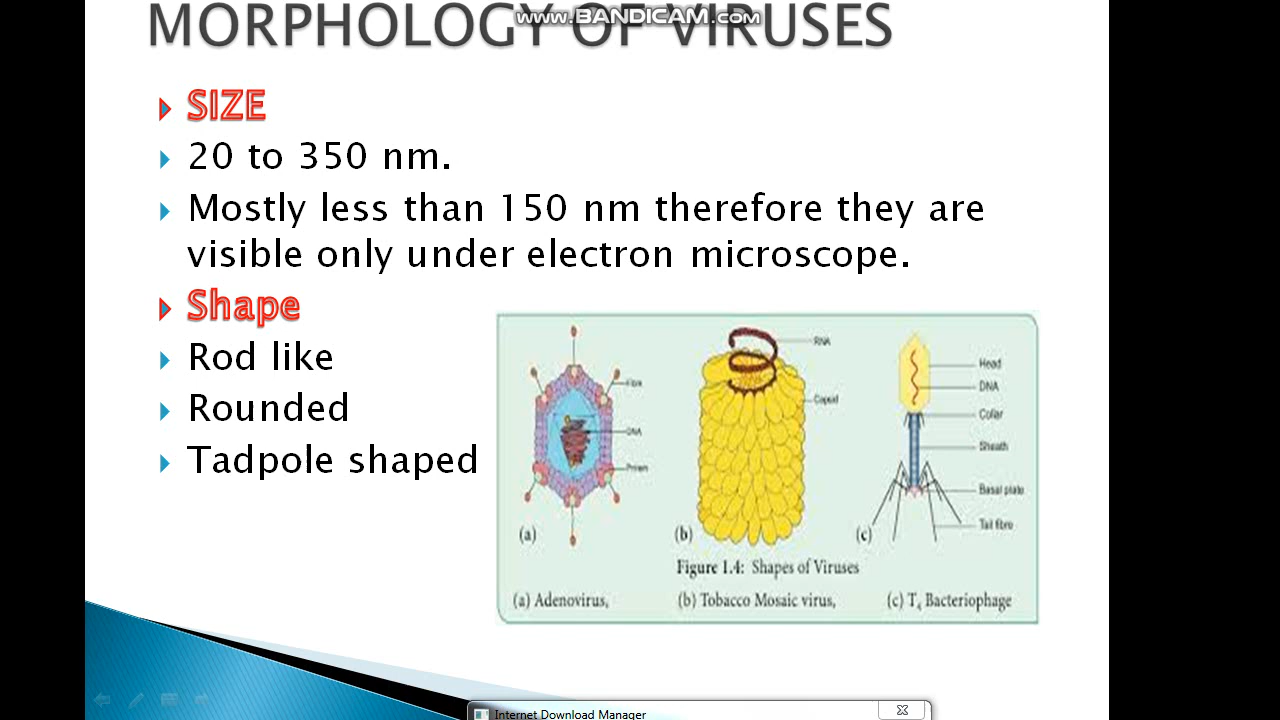 www.BANDICAM.com
MORPHOLOGY OF VIRUSES
SIZE
20 to 350 nm.
Mostly less than 150 nm therefore they are
visible only under electron microscope.
Shape
Rod like
Rounded
Tadpole shaped
Fibre
DNA
Protein
(a)
RNA
Capsid
(b)
Head
DNA
Collar
Sheath
Basal plate
Tail fibre
(c)
Figure 1.4: Shapes of Viruses
(a) Adenovirus, (b) Tobacco Mosaic virus, (c) T4 Bacteriophage
Internet Download Manager